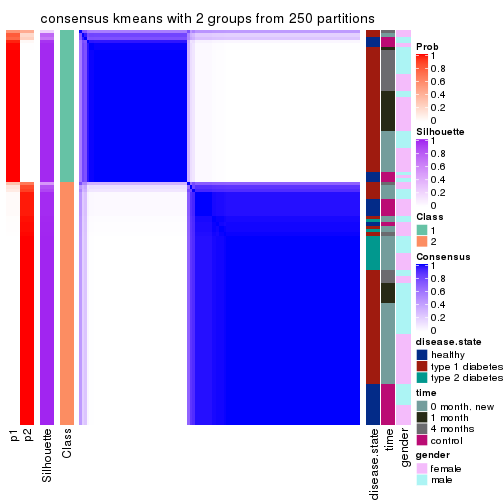 consensus kmeans with 2 groups from 250 partitions
p1
p2
Silhouette
Class
disease.state
time
gender
Prob
1
0.8
0.6
0.4
0.2
0
Silhouette
1
0.8
0.6
0.4
0.2
0
Class
1
2
Consensus
1
0.8
0.6
0.4
0.2
0
disease.state
healthy
type 1 diabetes
type 2 diabetes
time
0 month. new
1 month
4 months
control
gender
female
male